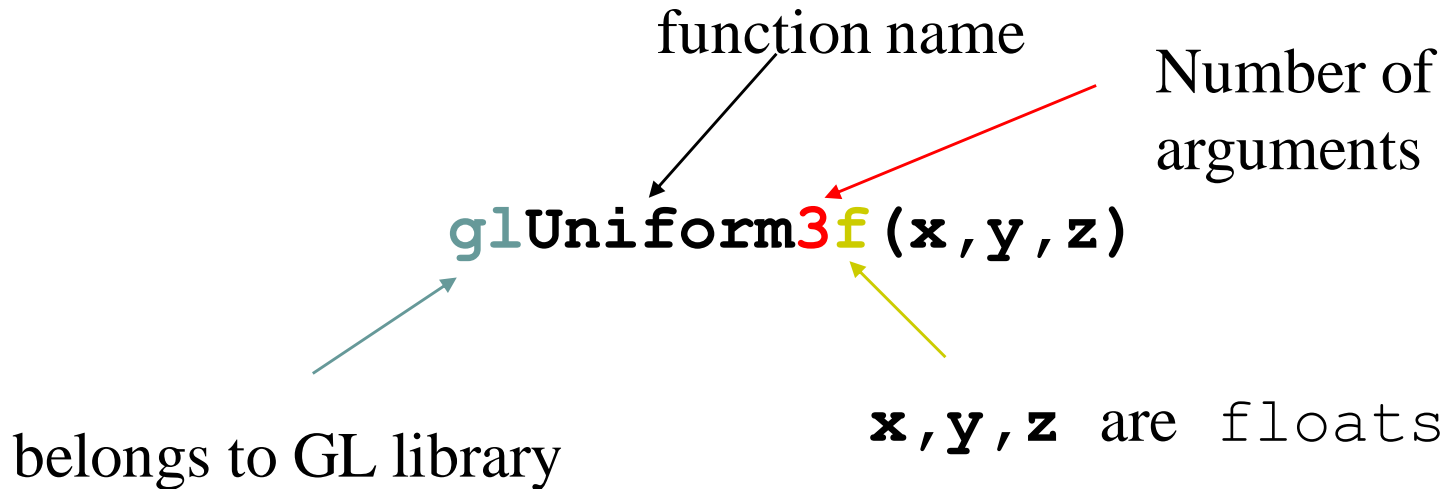 function name
Number of
arguments
glUniform3f(x,y,z)
belongs to GL library
x,y,z are floats